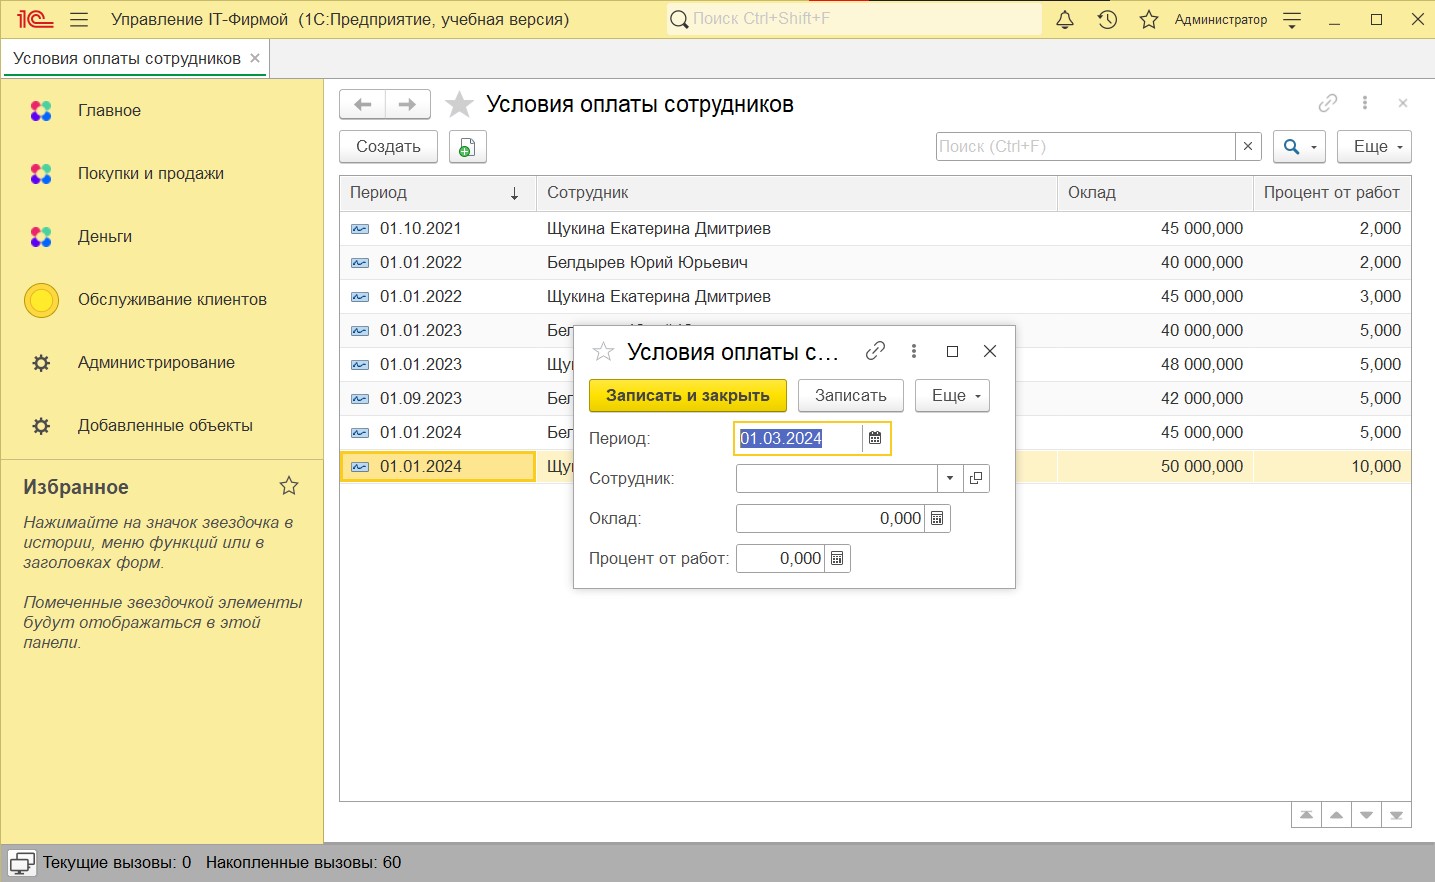 1С Управление IT-Фирмой (1С:Предприятие, учебная версия) Поиск Ctrl+Shift+F Администратор
Условия оплаты сотрудников
Главное
Покупки и продажи
Деньги
Обслуживание клиентов
Администрирование
Добавленные объекты
Избранное
Нажимайте на значок звездочка в
истории, меню функций или в
заголовках форм.
Помеченные звездочкой элементы
будут отображаться в этой
панели.
Условия оплаты сотрудников
Создать Поиск (Ctrl+F) Еще
Период Сотрудник Оклад Процент от работ
01.10.2021 Щукина Екатерина Дмитриев 45 000,000 2,000
01.01.2022 Белдырев Юрий Юрьевич 40 000,000 2,000
01.01.2022 Щукина Екатерина Дмитриев 45 000,000 3,000
01.01.2023 Бел 40 000,000 5,000
01.01.2023 Щу 48 000,000 5,000
01.09.2023 Бел 42 000,000 5,000
01.01.2024 Бел 45 000,000 5,000
01.01.2024 Щу 50 000,000 10,000
Условия оплаты с...
Записать и закрыть Записать Еще
Период: 01.03.2024
Сотрудник:
Оклад: 0,000
Процент от работ: 0,000
Текущие вызовы: 0 Накопленные вызовы: 60